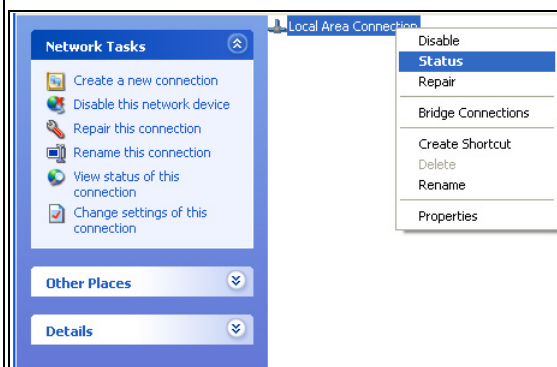 Network Tasks
Create a new connection
Disable this network device
Repair this connection
Rename this connection
View status of this
connection
Change settings of this
connection
Other Places
Details
Local Area Connection
Disable
Status
Repair
Bridge Connections
Create Shortcut
Delete
Rename
Properties